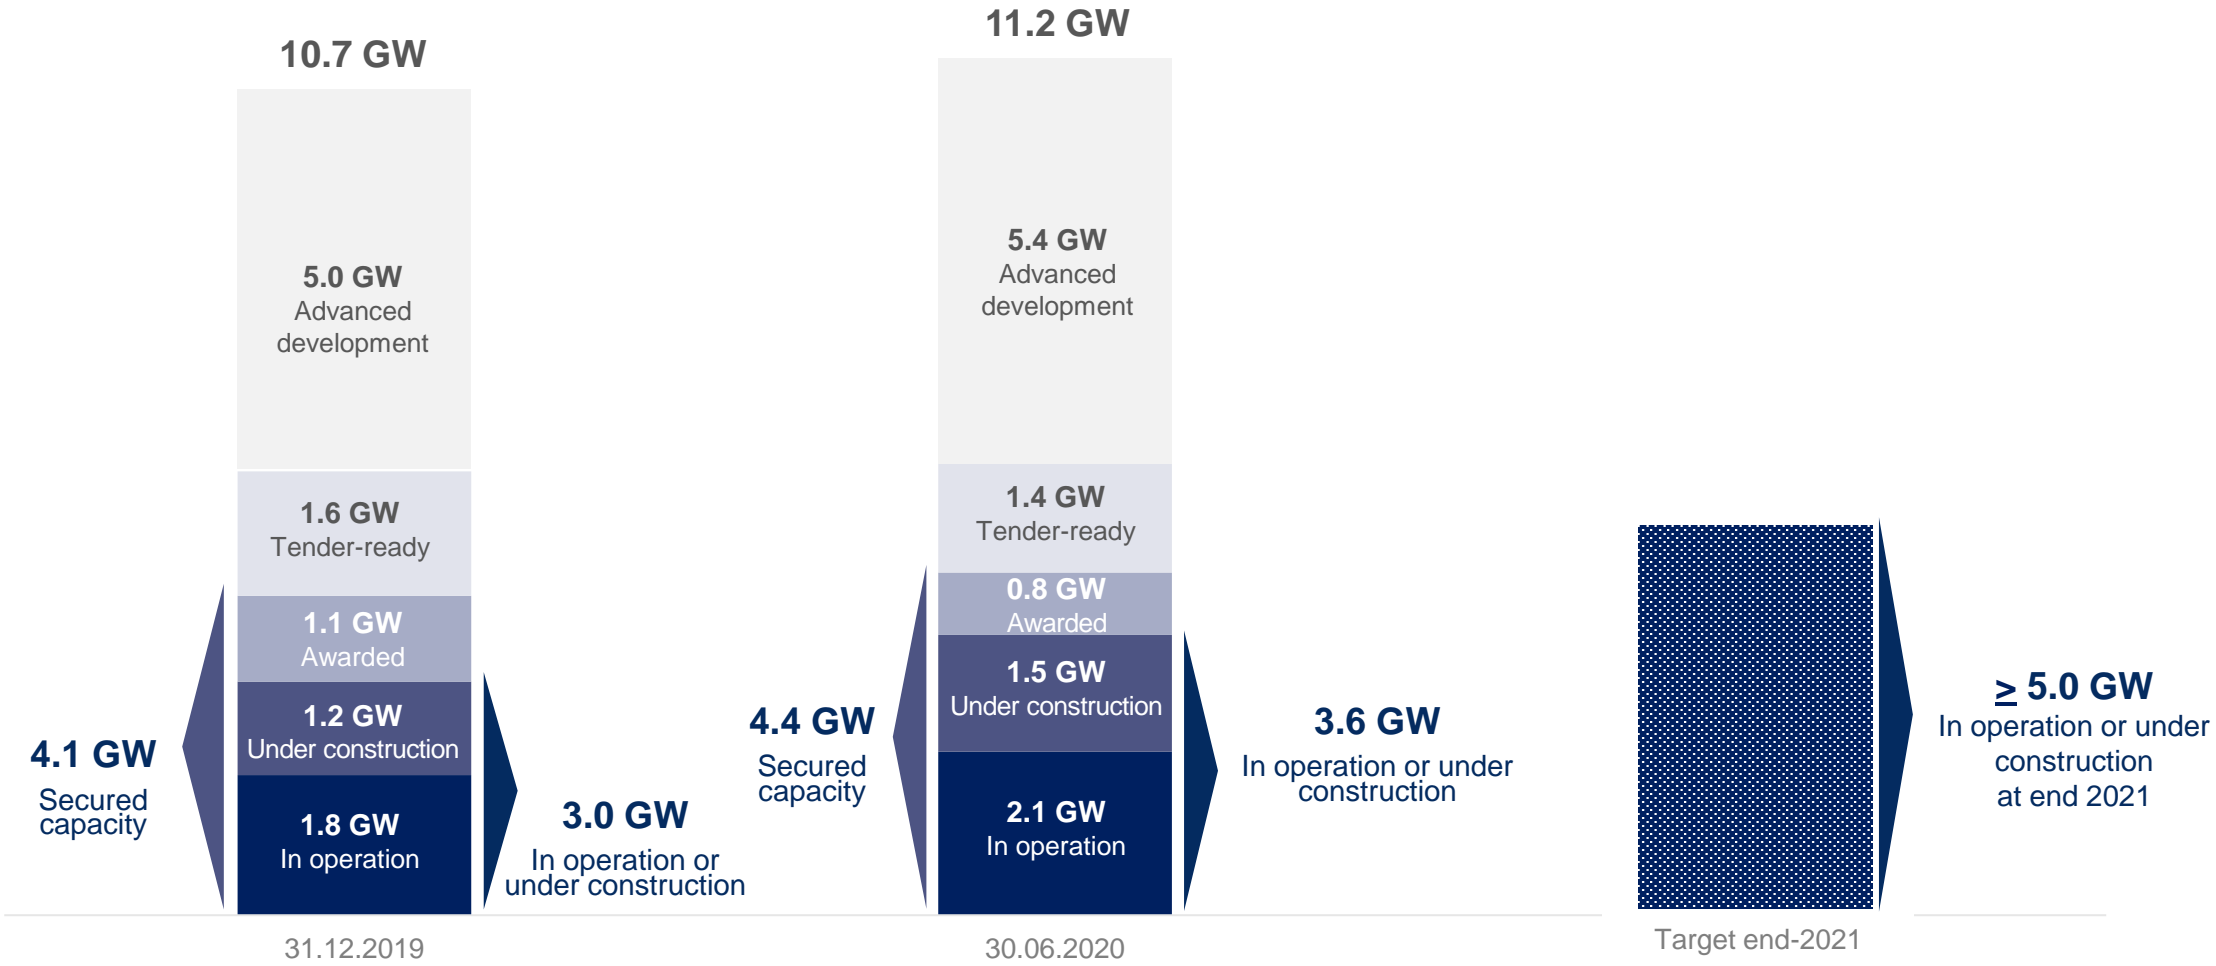 10.7 GW
5.0 GW
Advanced
development
1.6 GW
Tender-ready
1.1 GW
Awarded
1.2 GW
Under construction
1.8 GW
In operation
4.1 GW
Secured
capacity
3.0 GW
In operation or
under construction
31.12.2019
11.2 GW
5.4 GW
Advanced
development
1.4 GW
Tender-ready
0.8 GW
Awarded
1.5 GW
Under construction
2.1 GW
In operation
4.4 GW
Secured
capacity
3.6 GW
In operation or under
construction
30.06.2020
≥ 5.0 GW
In operation or under
construction
at end 2021
Target end-2021